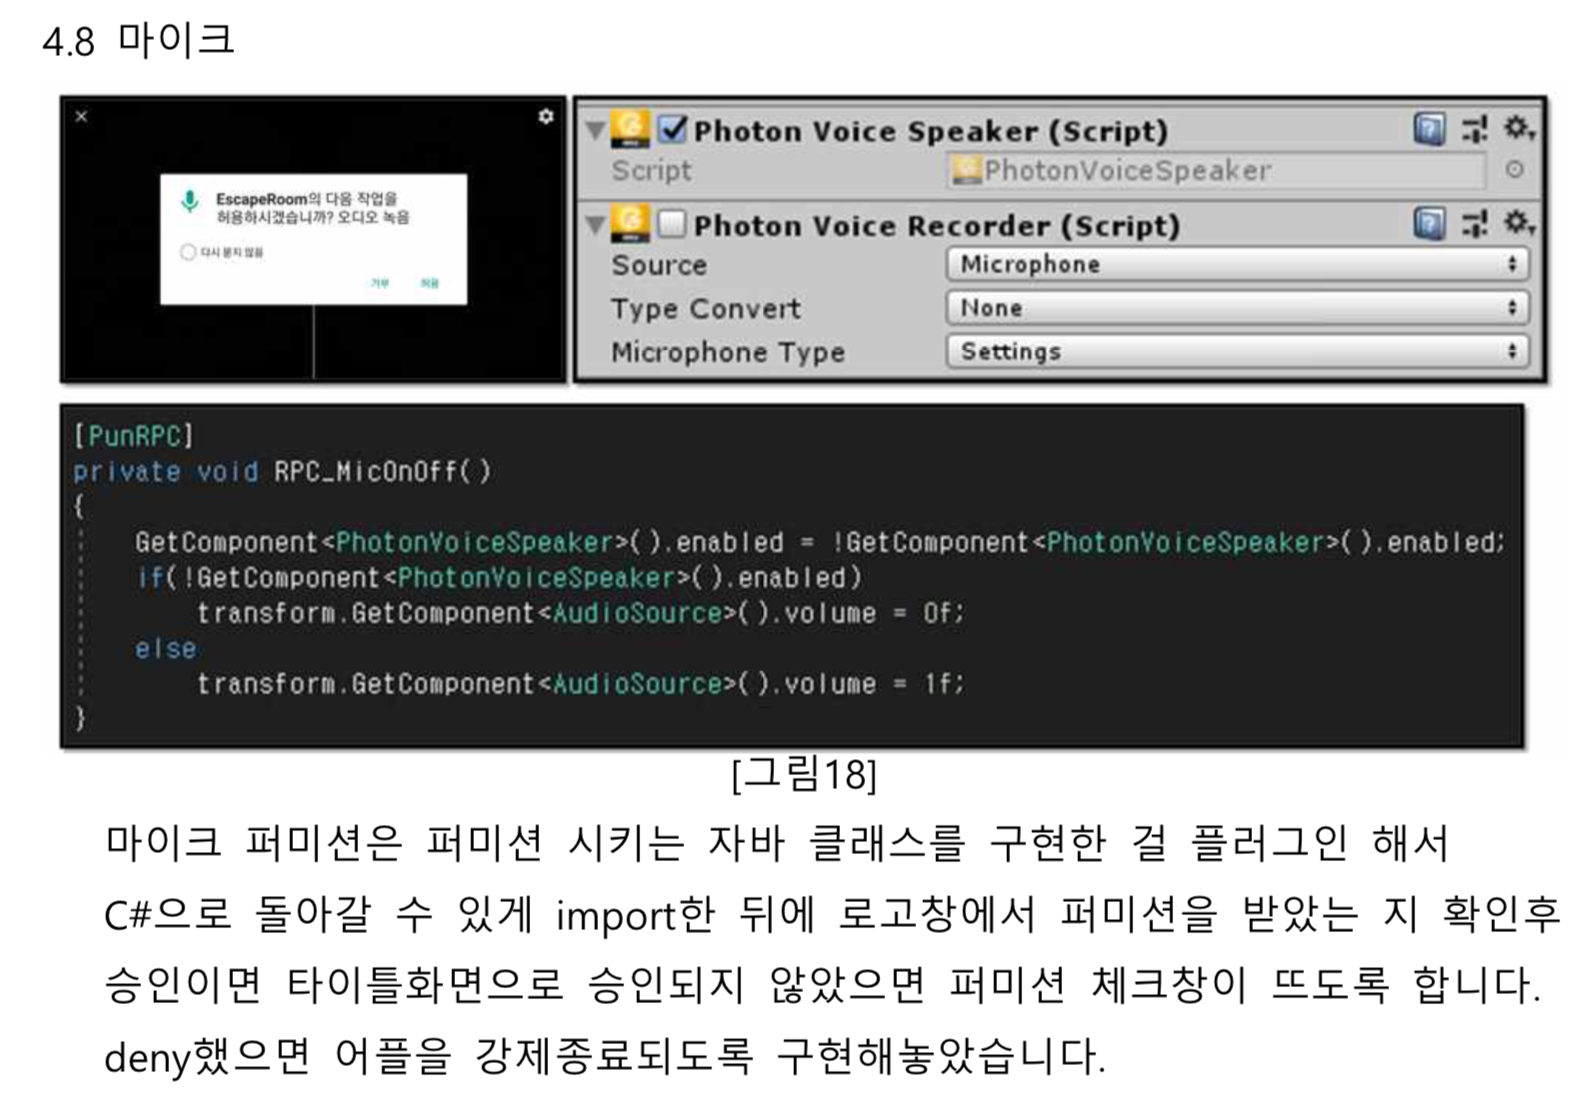 4.8 마이크
EscapeRoom의 다음 작업을
허용하시겠습니까? 오디오 녹음
다시 묻지 않음
거부 허용
Photon Voice Speaker (Script)
Script PhotonVoiceSpeaker
Photon Voice Recorder (Script)
Source Microphone
Type Convert None
Microphone Type Settings
[PunRPC]
private void RPC_MicOnOff()
{
GetComponent<PhotonVoiceSpeaker>().enabled = !GetComponent<PhotonVoiceSpeaker>().enabled;
if(!GetComponent<PhotonVoiceSpeaker>().enabled)
transform.GetComponent<AudioSource>().volume = 0f;
else
transform.GetComponent<AudioSource>().volume = 1f;
}
[그림18]
마이크 퍼미션은 퍼미션 시키는 자바 클래스를 구현한 걸 플러그인 해서
C#으로 돌아갈 수 있게 import한 뒤에 로고창에서 퍼미션을 받았는 지 확인후
승인이면 타이틀화면으로 승인되지 않았으면 퍼미션 체크창이 뜨도록 합니다.
deny했으면 어플을 강제종료되도록 구현해놓았습니다.